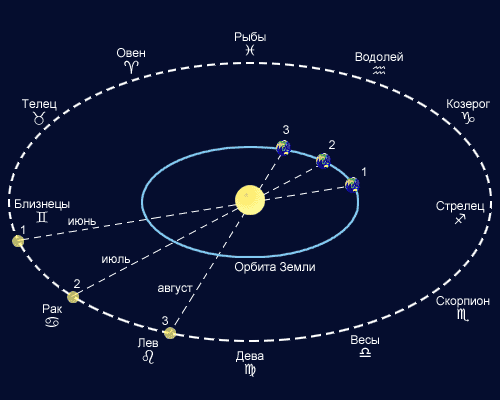 Рыбы
♓
Овен
♈
Водолей
♒
Телец
♉
Козерог
♑
3
2
1
Близнецы
♊
июнь
Стрелец
♐
1
июль
Орбита Земли
2
август
Рак
♋
Скорпион
♏
3
Лев
♌
Дева
♍
Весы
♎